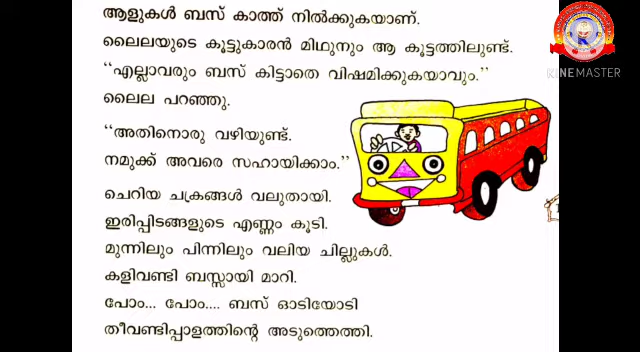 ആളുകൾ ബസ് കാത്ത് നിൽക്കുകയാണ്.
ലൈലയുടെ കൂട്ടുകാരൻ മിഥുനും ആ കൂട്ടത്തിലുണ്ട്.
“എല്ലാവരും ബസ് കിട്ടാതെ വിഷമിക്കുകയാവും.”
ലൈല പറഞ്ഞു.
“അതിനൊരു വഴിയുണ്ട്.
നമുക്ക് അവരെ സഹായിക്കാം.”
ചെറിയ ചക്രങ്ങൾ വലുതായി.
ഇരിപ്പിടങ്ങളുടെ എണ്ണം കൂടി.
മുന്നിലും പിന്നിലും വലിയ ചില്ലുകൾ.
കളിവണ്ടി ബസ്സായി മാറി.
പോം... പോം.... ബസ് ഓടിയോടി
തീവണ്ടിപ്പാളത്തിന്റെ അടുത്തെത്തി.
KINEMASTER